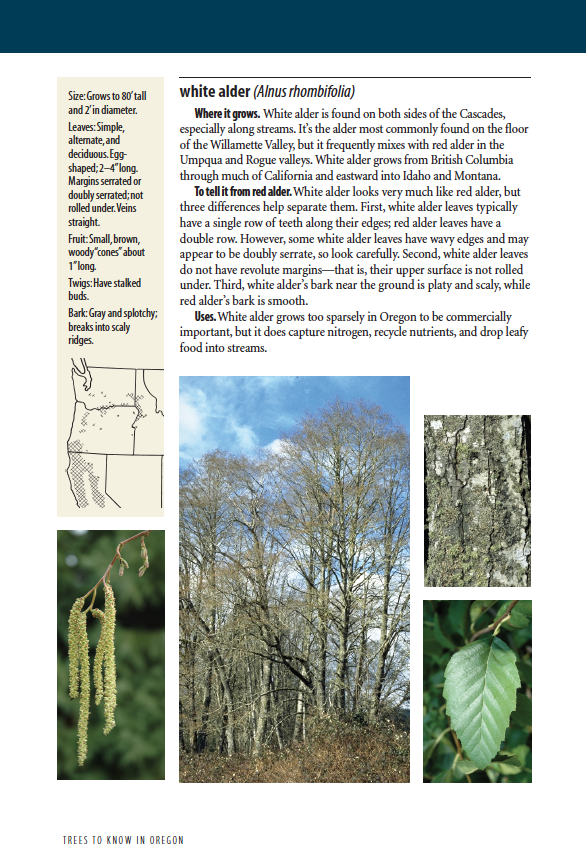 white alder (Alnus rhombifolia)
Where it grows. White alder is found on both sides of the Cascades,
especially along streams. It's the alder most commonly found on the floor
of the Willamette Valley, but it frequently mixes with red alder in the
Umpqua and Rogue valleys. White alder grows from British Columbia
through much of California and eastward into Idaho and Montana.
To tell it from red alder. White alder looks very much like red alder, but
three differences help separate them. First, white alder leaves typically
have a single row of teeth along their edges; red alder leaves have a
double row. However, some white alder leaves have wavy edges and may
appear to be doubly serrate, so look carefully. Second, white alder leaves
do not have revolute margins—that is, their upper surface is not rolled
under. Third, white alder's bark near the ground is platy and scaly, while
red alder's bark is smooth.
Uses. White alder grows too sparsely in Oregon to be commercially
important, but it does capture nitrogen, recycle nutrients, and drop leafy
food into streams.
Size: Grows to 80' tall
and 2' in diameter.
Leaves: Simple,
alternate, and
deciduous. Egg-
shaped; 2–4" long.
Margins serrated or
doubly serrated; not
rolled under. Veins
straight.
Fruit: Small, brown,
woody "cones" about
1" long.
Twigs: Have stalked
buds.
Bark: Gray and splotchy;
breaks into scaly
ridges.
TREES TO KNOW IN OREGON